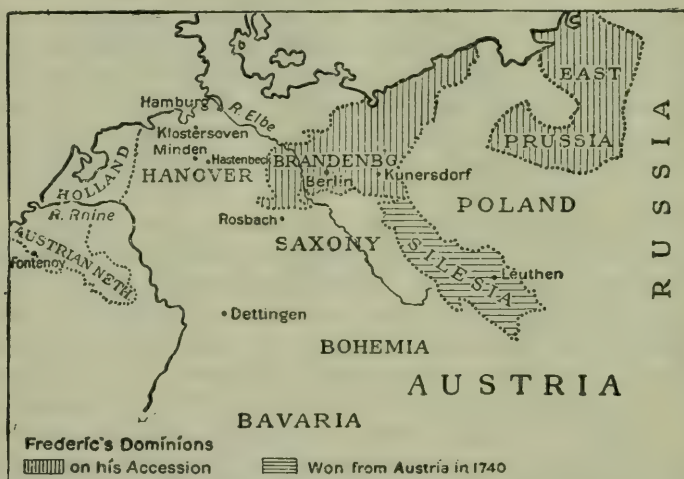 EAST
PRUSSIA
RUSSIA
Hamburg
R. Elbe
Klostersoven
Minden
Hastenbeck
HANOVER
BRANDENBG
Berlin
Kunersdorf
HOLLAND
R. Rhine
POLAND
Rosbach
SAXONY
SILESIA
Leuthen
AUSTRIAN NETH
Fontenoy
Dettingen
BOHEMIA
AUSTRIA
BAVARIA
Frederic's Dominions
on his Accession
Won from Austria in 1740